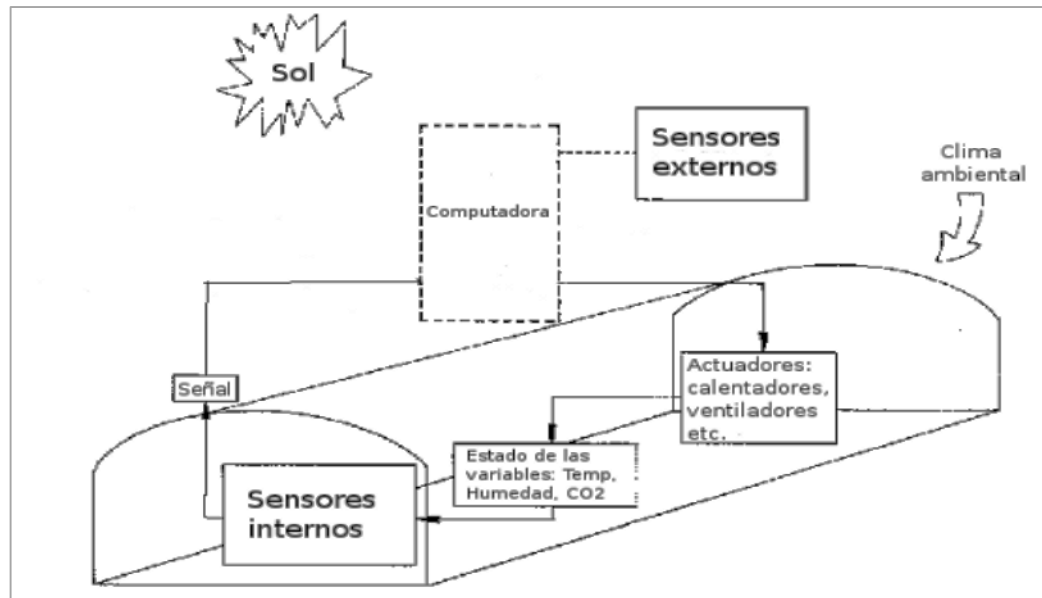 Sol
Sensores
externos
Clima
ambiental
Computadora
Señal
Actuadores:
calentadores,
ventiladores
etc.
Estado de las
variables: Temp,
Humedad, CO2
Sensores
internos